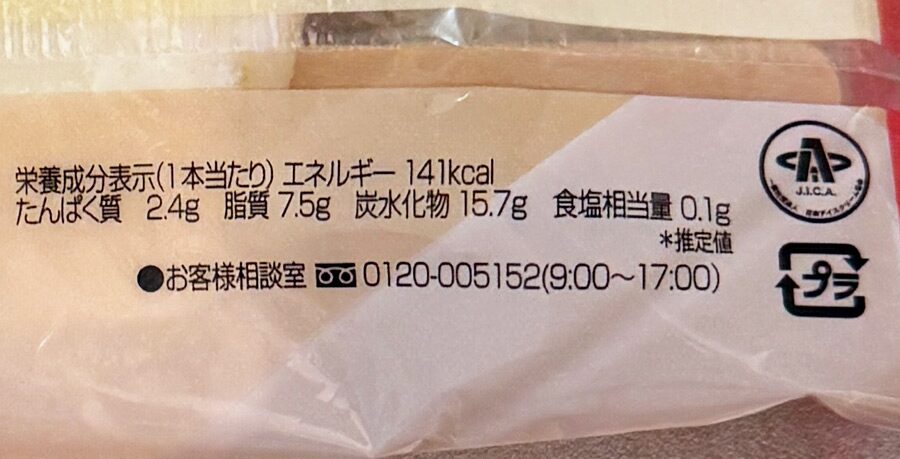 栄養成分表示(1本当たり) エネルギー 141kcal
たんぱく質 2.4g 脂質 7.5g 炭水化物 15.7g 食塩相当量 0.1g
*推定値
●お客様相談室 0120-005152(9:00～17:00)
J.I.C.A.
プラ